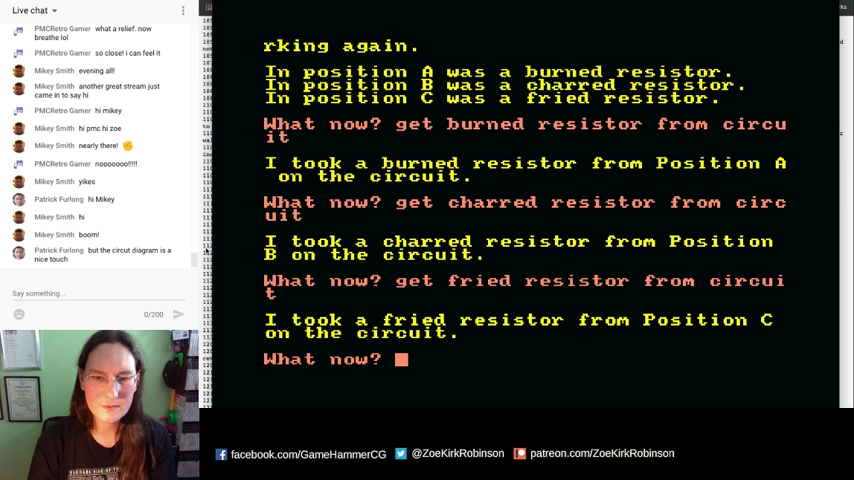 Live chat
PMCRetro Gamer what a relief. now
breathe lol
PMCRetro Gamer so close! i can feel it
Mikey Smith evening all!
Mikey Smith another great stream just
came in to say hi
PMCRetro Gamer hi mikey
Mikey Smith hi pmc hi zoe
Mikey Smith nearly there! ✊
PMCRetro Gamer nooooooo!!!!!
Mikey Smith yikes
Patrick Furlong hi Mikey
Mikey Smith hi
Mikey Smith boom!
Patrick Furlong but the circut diagram is a
nice touch
Say something...
0/200
rking again.
In position A was a burned resistor.
In position B was a charred resistor.
In position C was a fried resistor.
What now? get burned resistor from circu
it
I took a burned resistor from Position A
on the circuit.
What now? get charred resistor from circ
uit
I took a charred resistor from Position
B on the circuit.
What now? get fried resistor from circui
t
I took a fried resistor from Position C
on the circuit.
What now?
facebook.com/GameHammerCG
@ZoeKirkRobinson
patreon.com/ZoeKirkRobinson